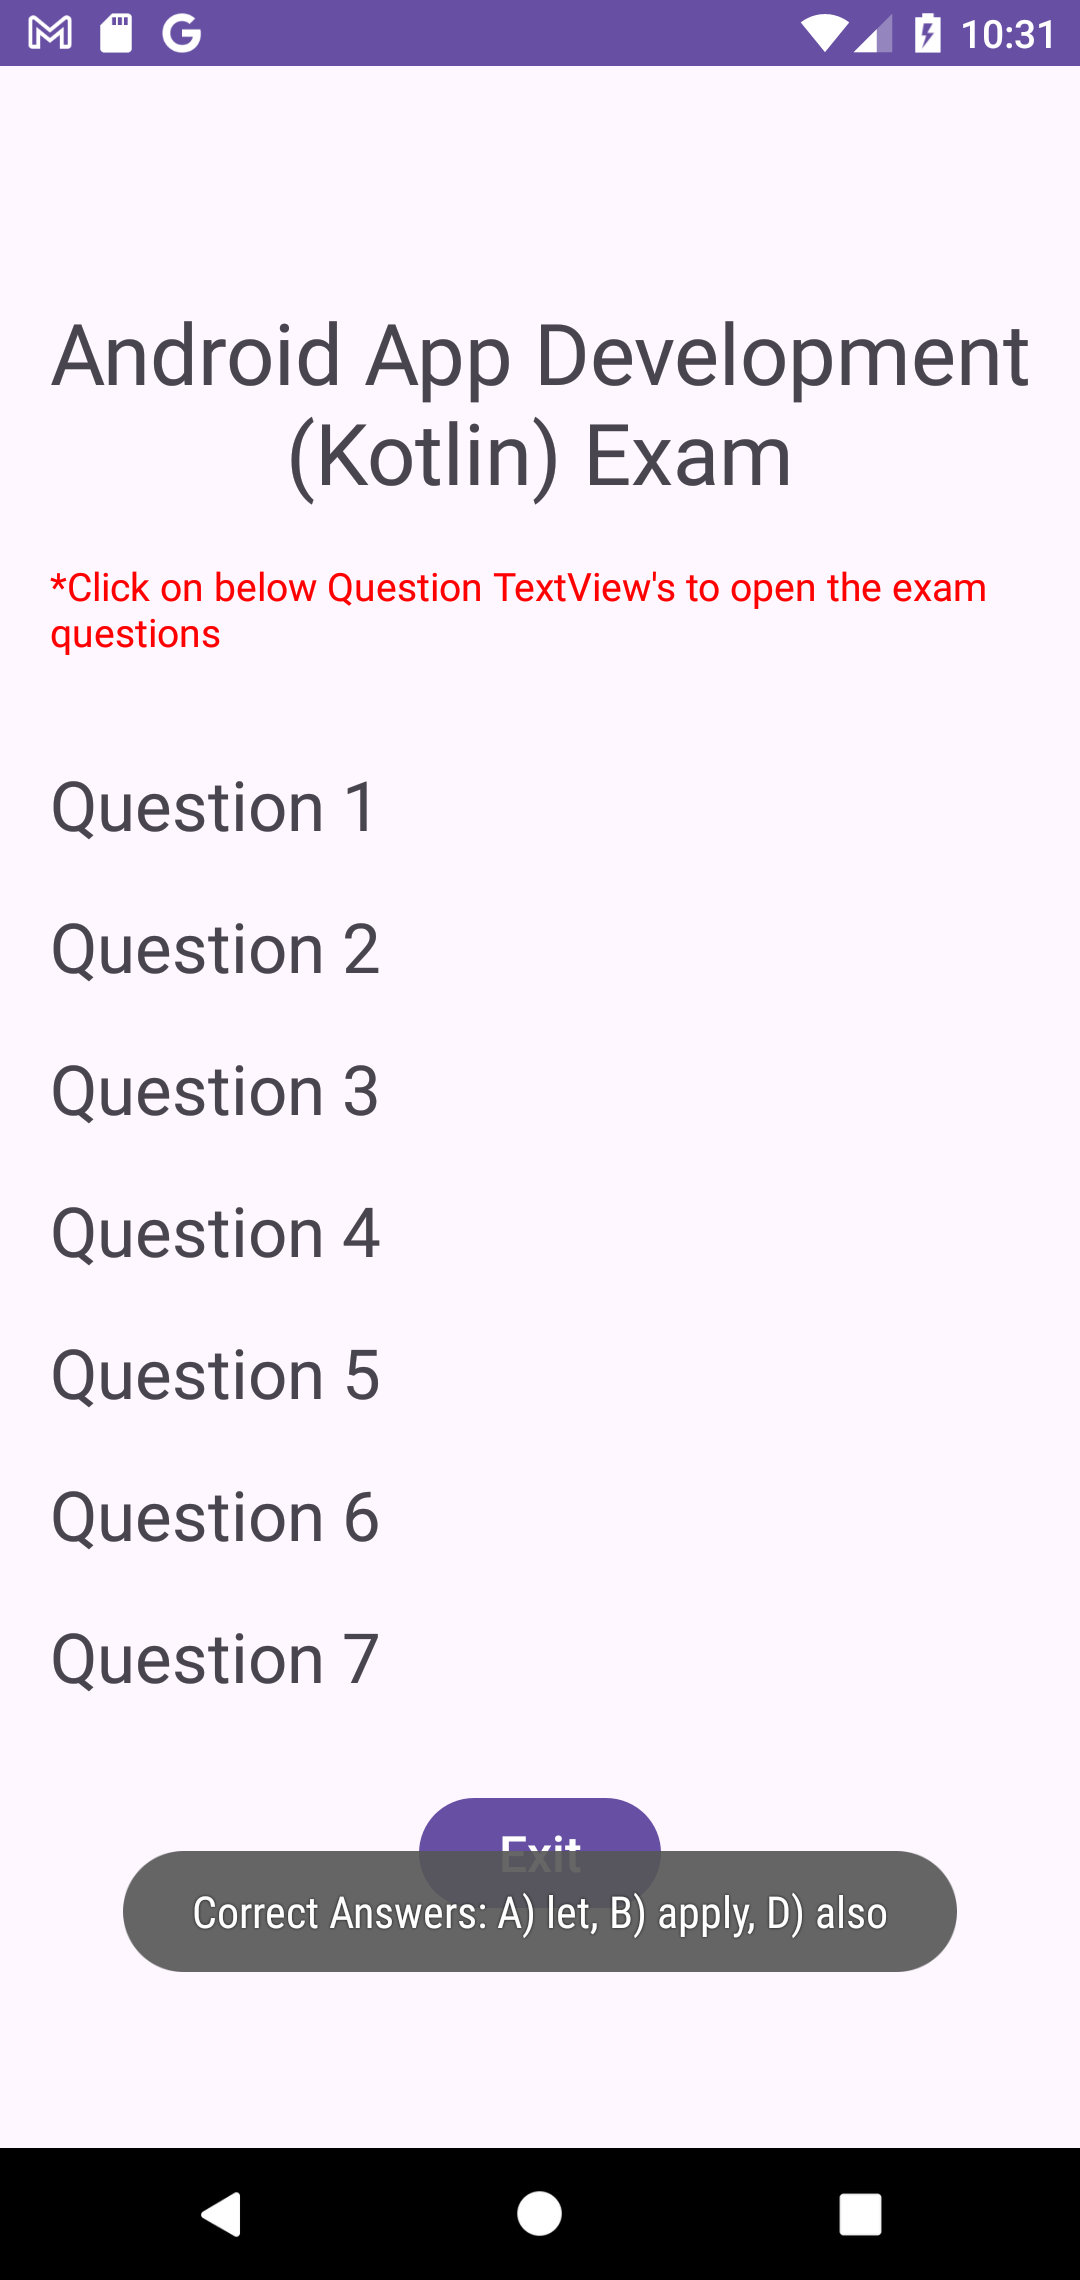 10:31
Android App Development
(Kotlin) Exam
*Click on below Question TextView's to open the exam
questions
Question 1
Question 2
Question 3
Question 4
Question 5
Question 6
Question 7
Exit
Correct Answers: A) let, B) apply, D) also